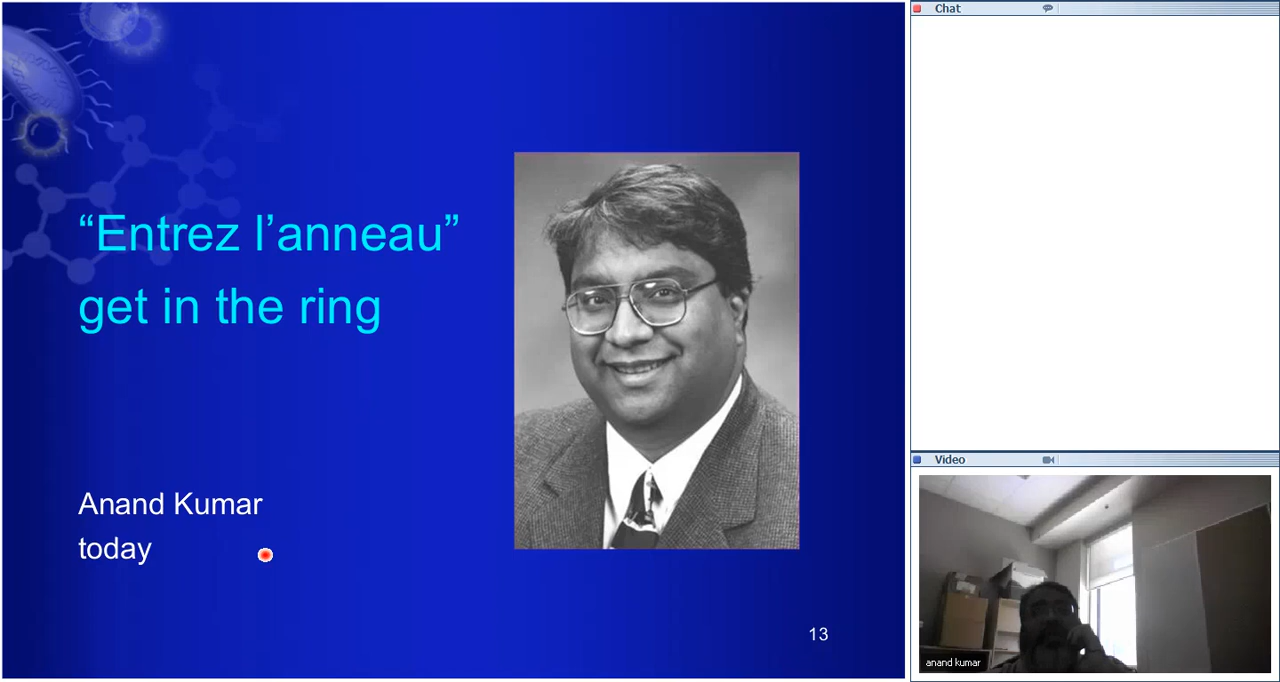 “Entrez l’anneau”
get in the ring
Anand Kumar
today
13
Chat
Video
anand kumar